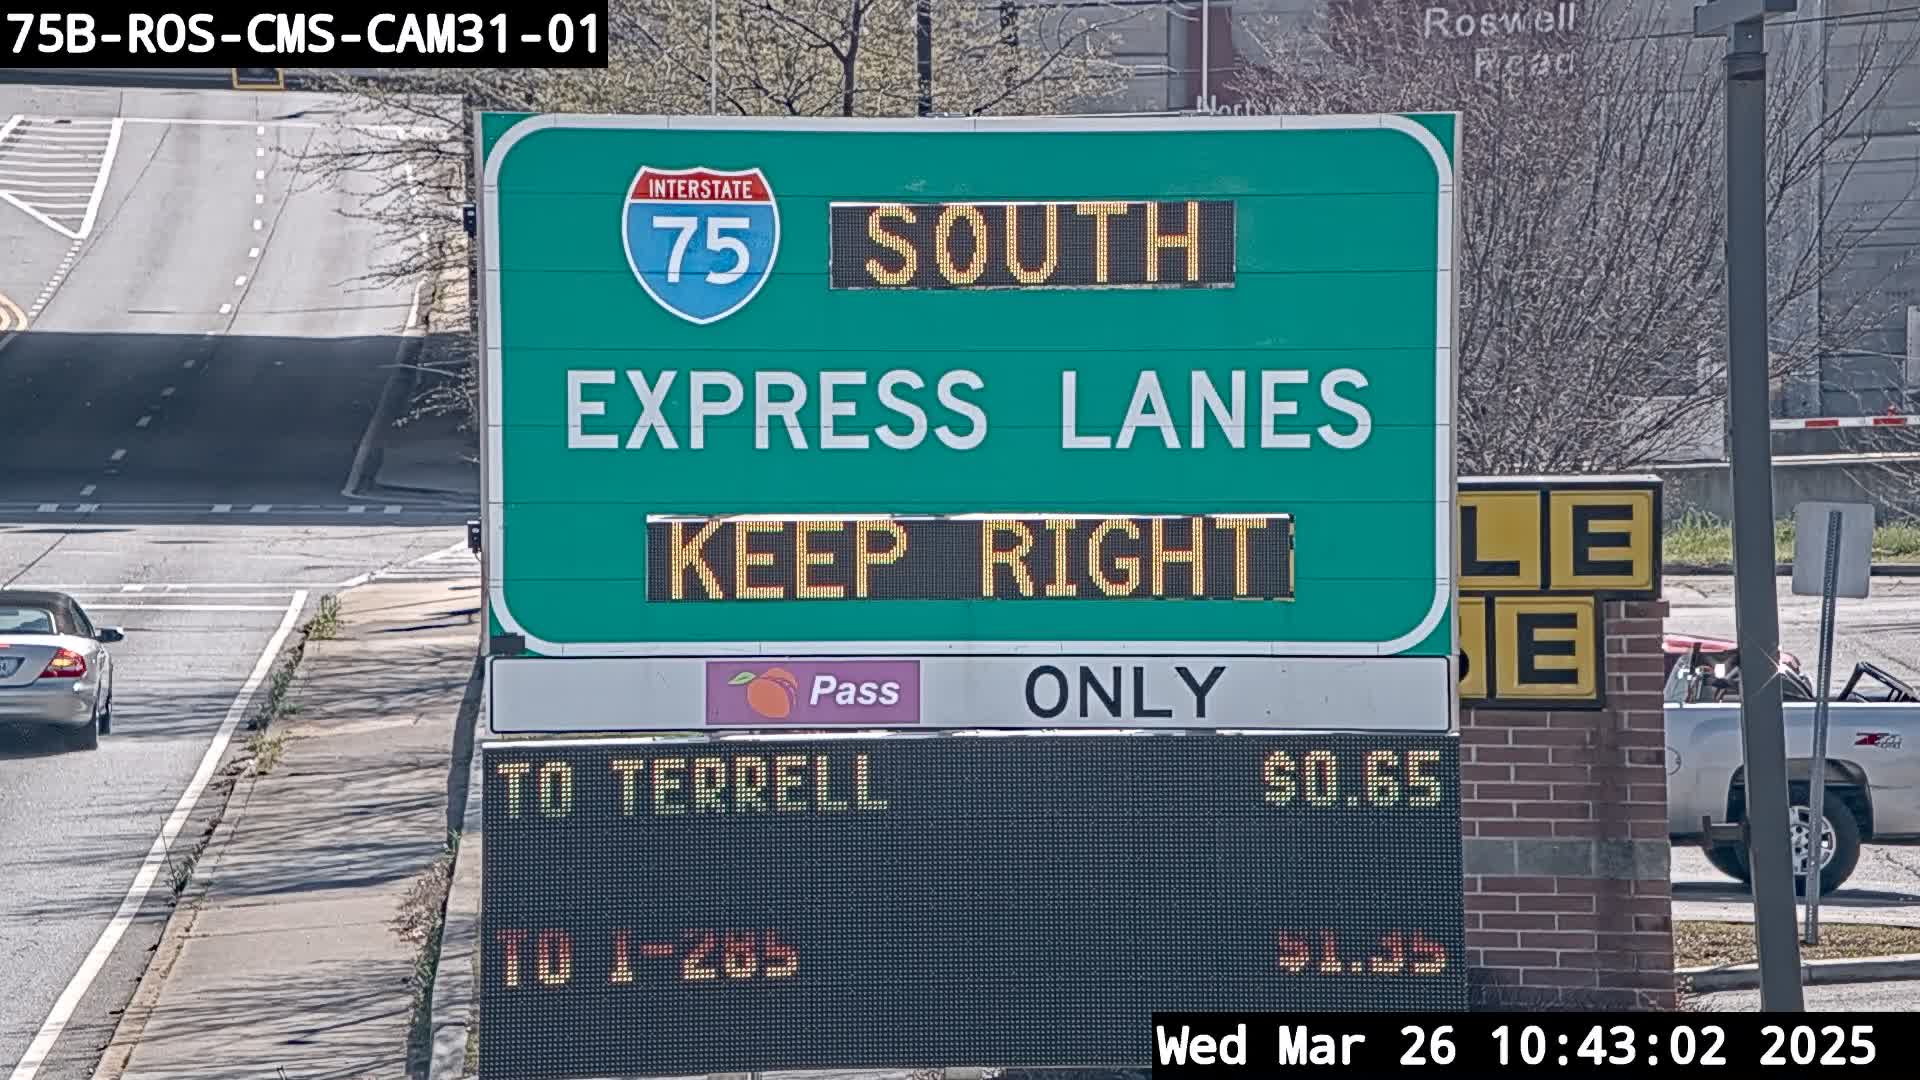 75B-ROS-CMS-CAM31-01
Roswell
Road
INTERSTATE
75
SOUTH
EXPRESS LANES
KEEP RIGHT
LE
E
Pass
ONLY
TO TERRELL $0.65
TO I-285 $1.35
Wed Mar 26 10:43:02 2025